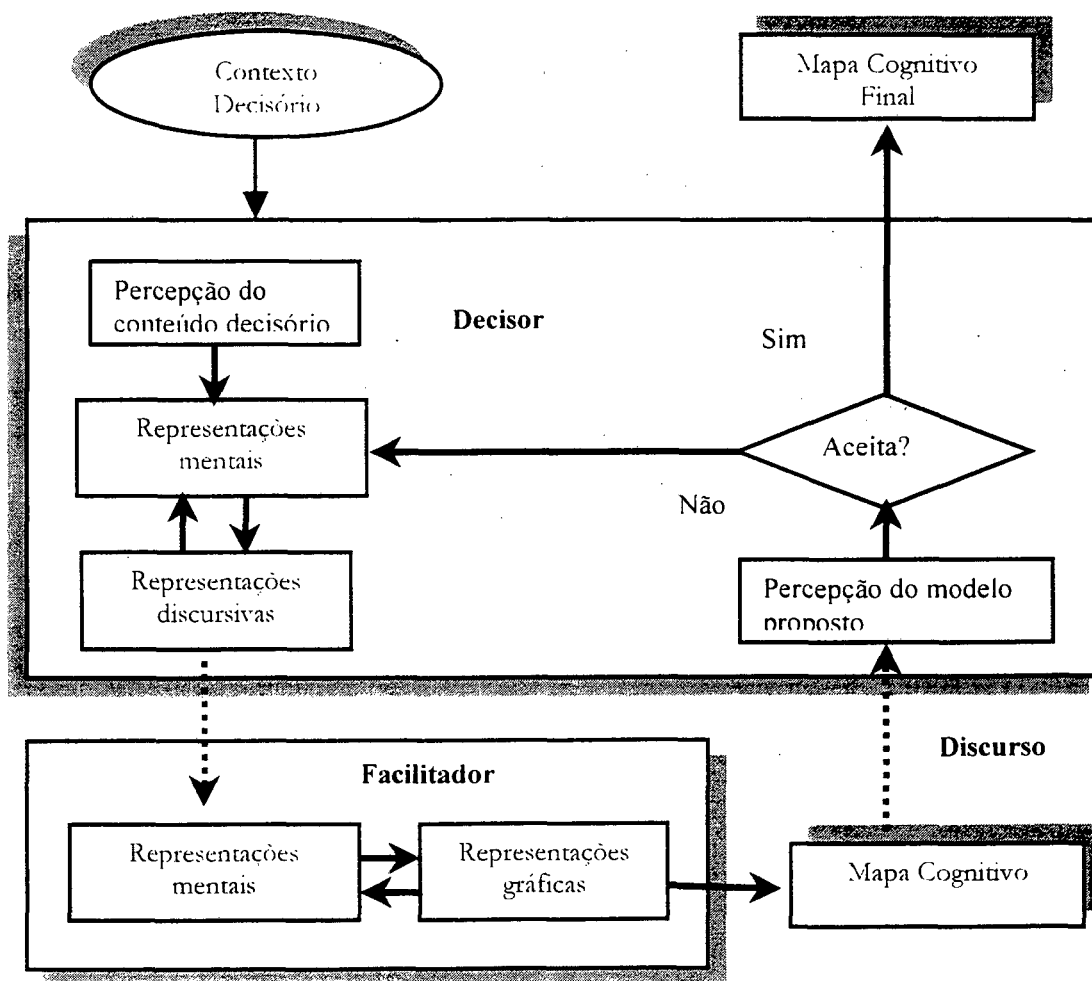 Contexto
Decisório
Mapa Cognitivo
Final
Percepção do
conteúdo decisório
Decisor
Sim
Representações
mentais
Aceita?
Não
Representações
discursivas
Percepção do modelo
proposto
Discurso
Facilitador
Representações
mentais
Representações
gráficas
Mapa Cognitivo